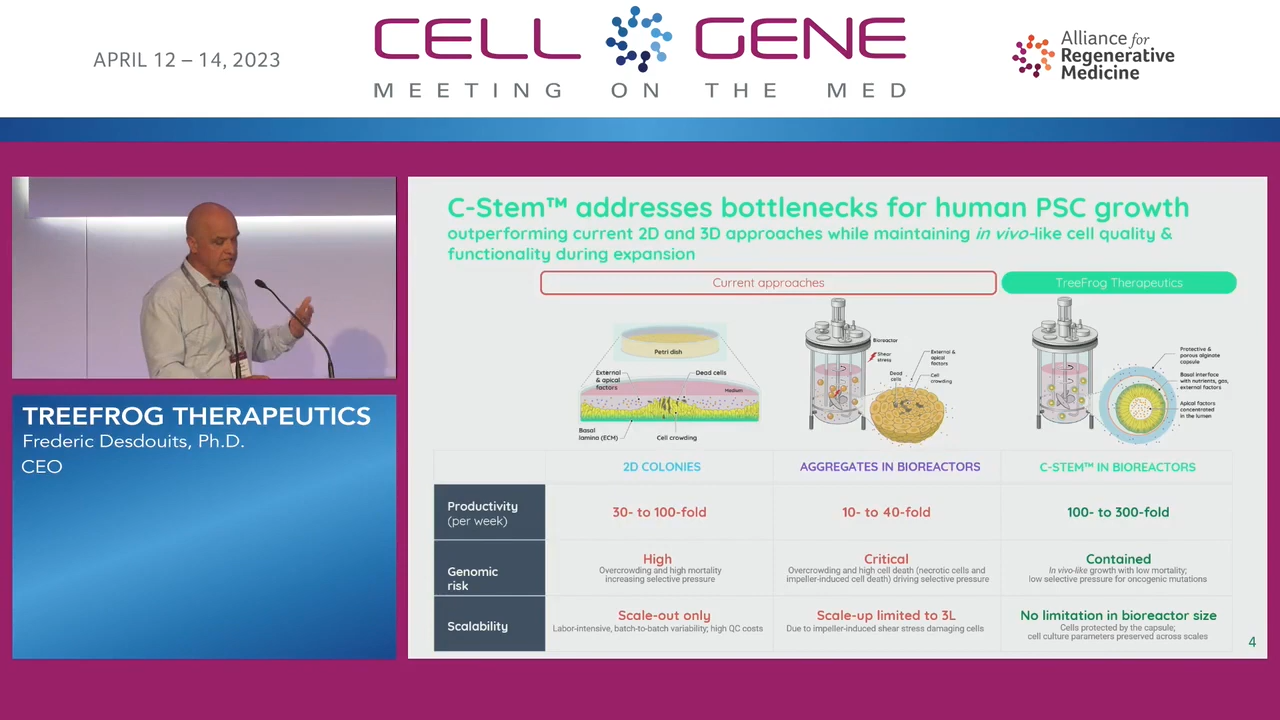 APRIL 12 – 14, 2023
CELL GENE
MEETING ON THE MED
Alliance for
Regenerative
Medicine
TREEFROG THERAPEUTICS
Frederic Desdouits, Ph.D.
CEO
C-Stem™ addresses bottlenecks for human PSC growth
outperforming current 2D and 3D approaches while maintaining in vivo-like cell quality &
functionality during expansion
Current approaches
TreeFrog Therapeutics
Petri dish
External
& apical
factors
Dead cells
Medium
Basal
lamina (ECM)
Cell crowding
Bioreactor
Shear
stress
External &
apical
factors
Dead
cells
Cell
crowding
Protective &
porous alginate
capsule
Basal interface
with nutrients, gas,
external factors
Apical factors
concentrated
in the lumen
2D COLONIES
AGGREGATES IN BIOREACTORS
C-STEM™ IN BIOREACTORS
Productivity
(per week)
30- to 100-fold
10- to 40-fold
100- to 300-fold
Genomic
risk
High
Overcrowding and high mortality
increasing selective pressure
Critical
Overcrowding and high cell death (necrotic cells and
impeller-induced cell death) driving selective pressure
Contained
In vivo-like growth with low mortality;
low selective pressure for oncogenic mutations
Scalability
Scale-out only
Labor-intensive, batch-to-batch variability; high QC costs
Scale-up limited to 3L
Due to impeller-induced shear stress damaging cells
No limitation in bioreactor size
Cells protected by the capsule;
cell culture parameters preserved across scales
4